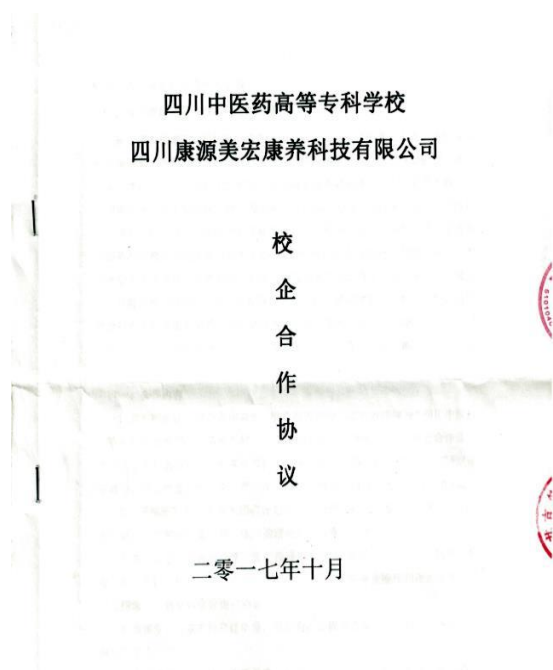 四川中医药高等专科学校
四川康源美宏康养科技有限公司
校
企
合
作
协
议
二零一七年十月